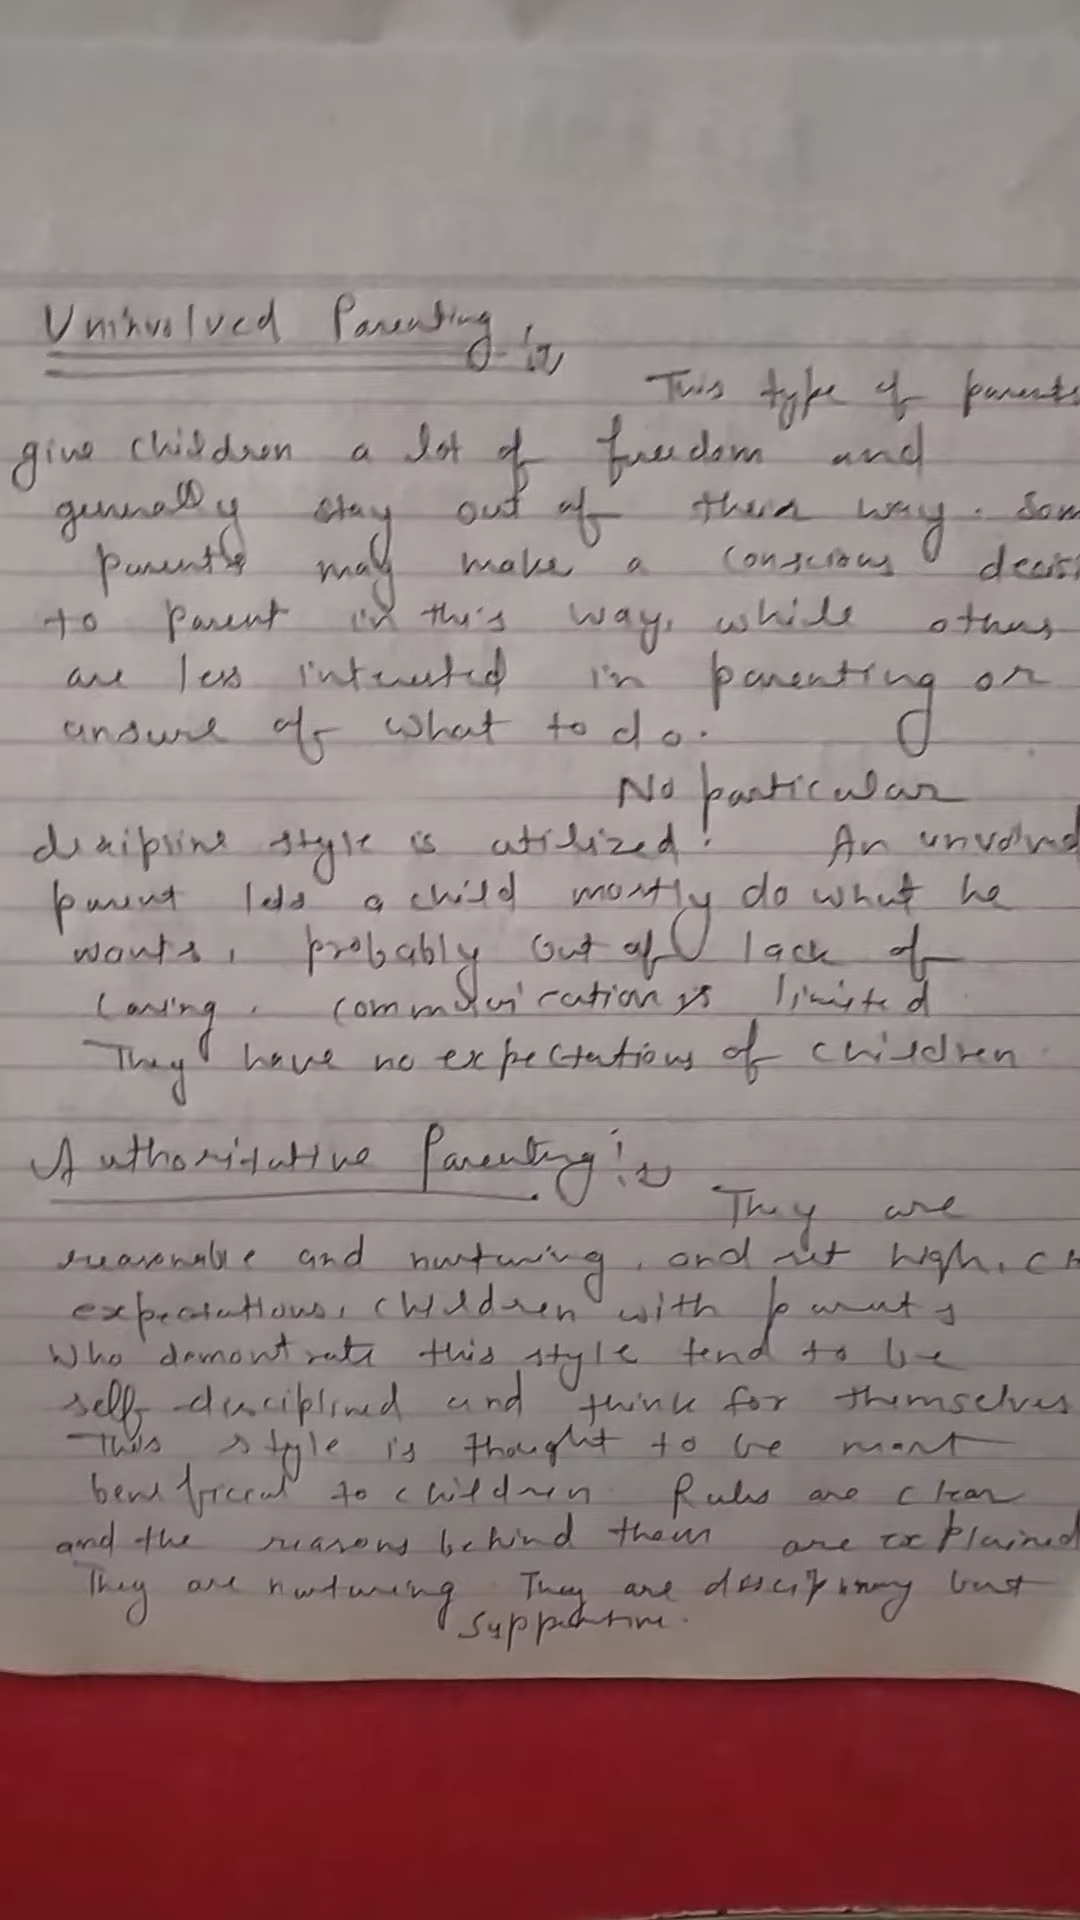 Uninvolved Parenting :-
This type of parents
give children a lot of freedom and
generally stay out of their way. Som
parents may make a conscious decisi
to parent in this way, while others
are less interested in parenting or
unsure of what to do.
No particular
discipline style is utilized. An unvolved
parent lets a child mostly do what he
wants, probably out of lack of
caring. communication is limited
They have no expectations of children
Authoritative Parenting :-
They are
reasonable and nurturing, and set high,
expectations, children with parents
who demontrate this style tend to be
self-disciplined and think for themselves
This style is thought to be most
beneficial to children. Rules are clear
and the reasons behind them are explained
They are nurturing. They are but
supportive.